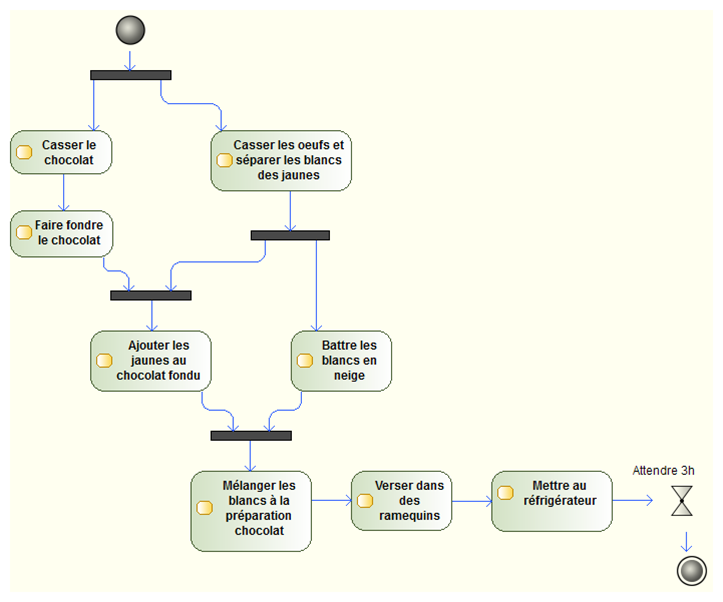 Casser le
chocolat
Casser les oeufs et
séparer les blancs
des jaunes
Faire fondre
le chocolat
Ajouter les
jaunes au
chocolat fondu
Battre les
blancs en
neige
Mélanger les
blancs à la
préparation
chocolat
Verser dans
des
ramequins
Mettre au
réfrigérateur
Attendre 3h